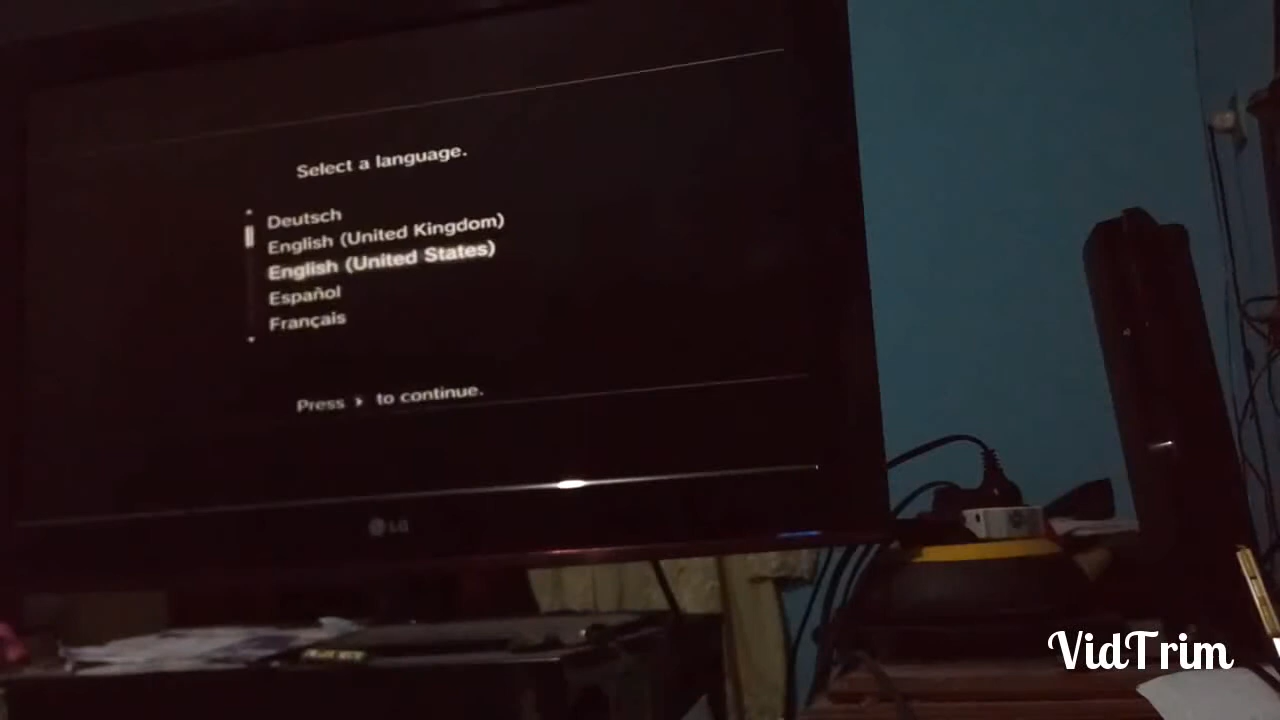 Select a language.
Deutsch
English (United Kingdom)
English (United States)
Español
Français
Press to continue.
LG
VidTrim